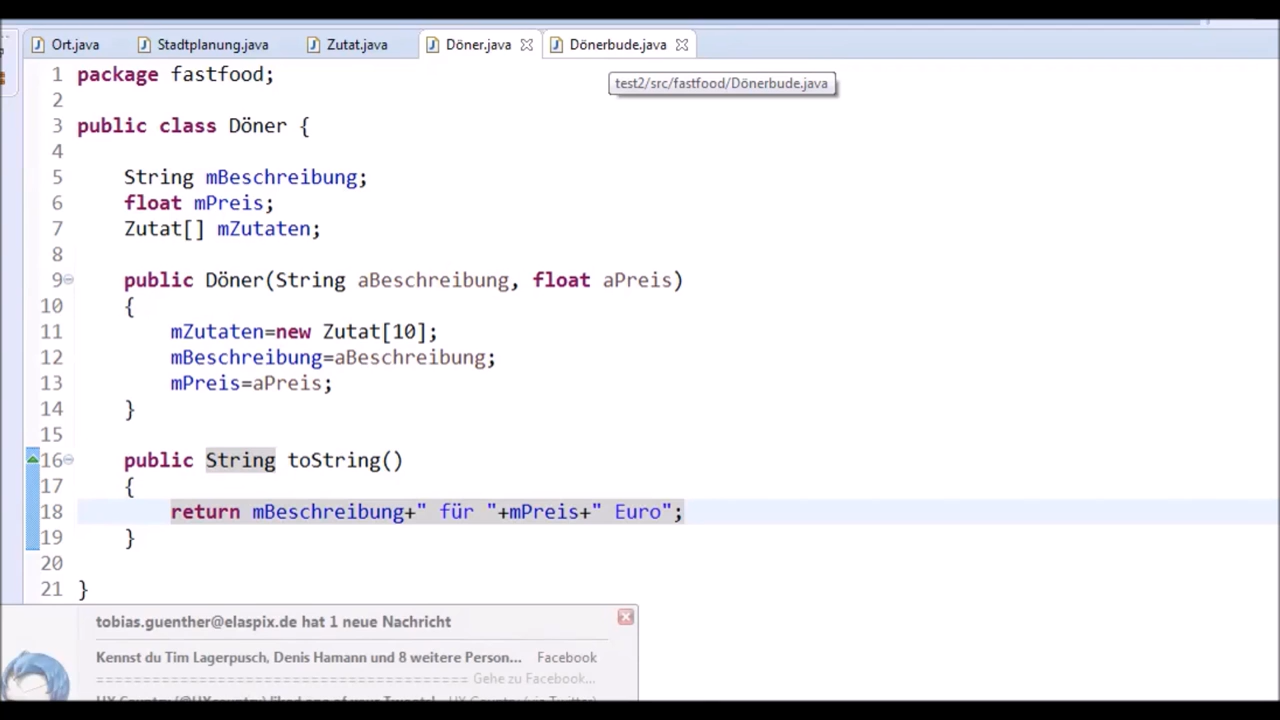 Ort.java Stadtplanung.java Zutat.java Döner.java Dönerbude.java
test2/src/fastfood/Dönerbude.java
1 package fastfood;
2
3 public class Döner {
4
5 String mBeschreibung;
6 float mPreis;
7 Zutat[] mZutaten;
8
9 public Döner(String aBeschreibung, float aPreis)
10 {
11 mZutaten=new Zutat[10];
12 mBeschreibung=aBeschreibung;
13 mPreis=aPreis;
14 }
15
16 public String toString()
17 {
18 return mBeschreibung+" für "+mPreis+" Euro";
19 }
20
21 }
tobias.guenther@elaspix.de hat 1 neue Nachricht
Kennst du Tim Lagerpusch, Denis Hamann und 8 weitere Person... Facebook
======================================== Gehe zu Facebook...